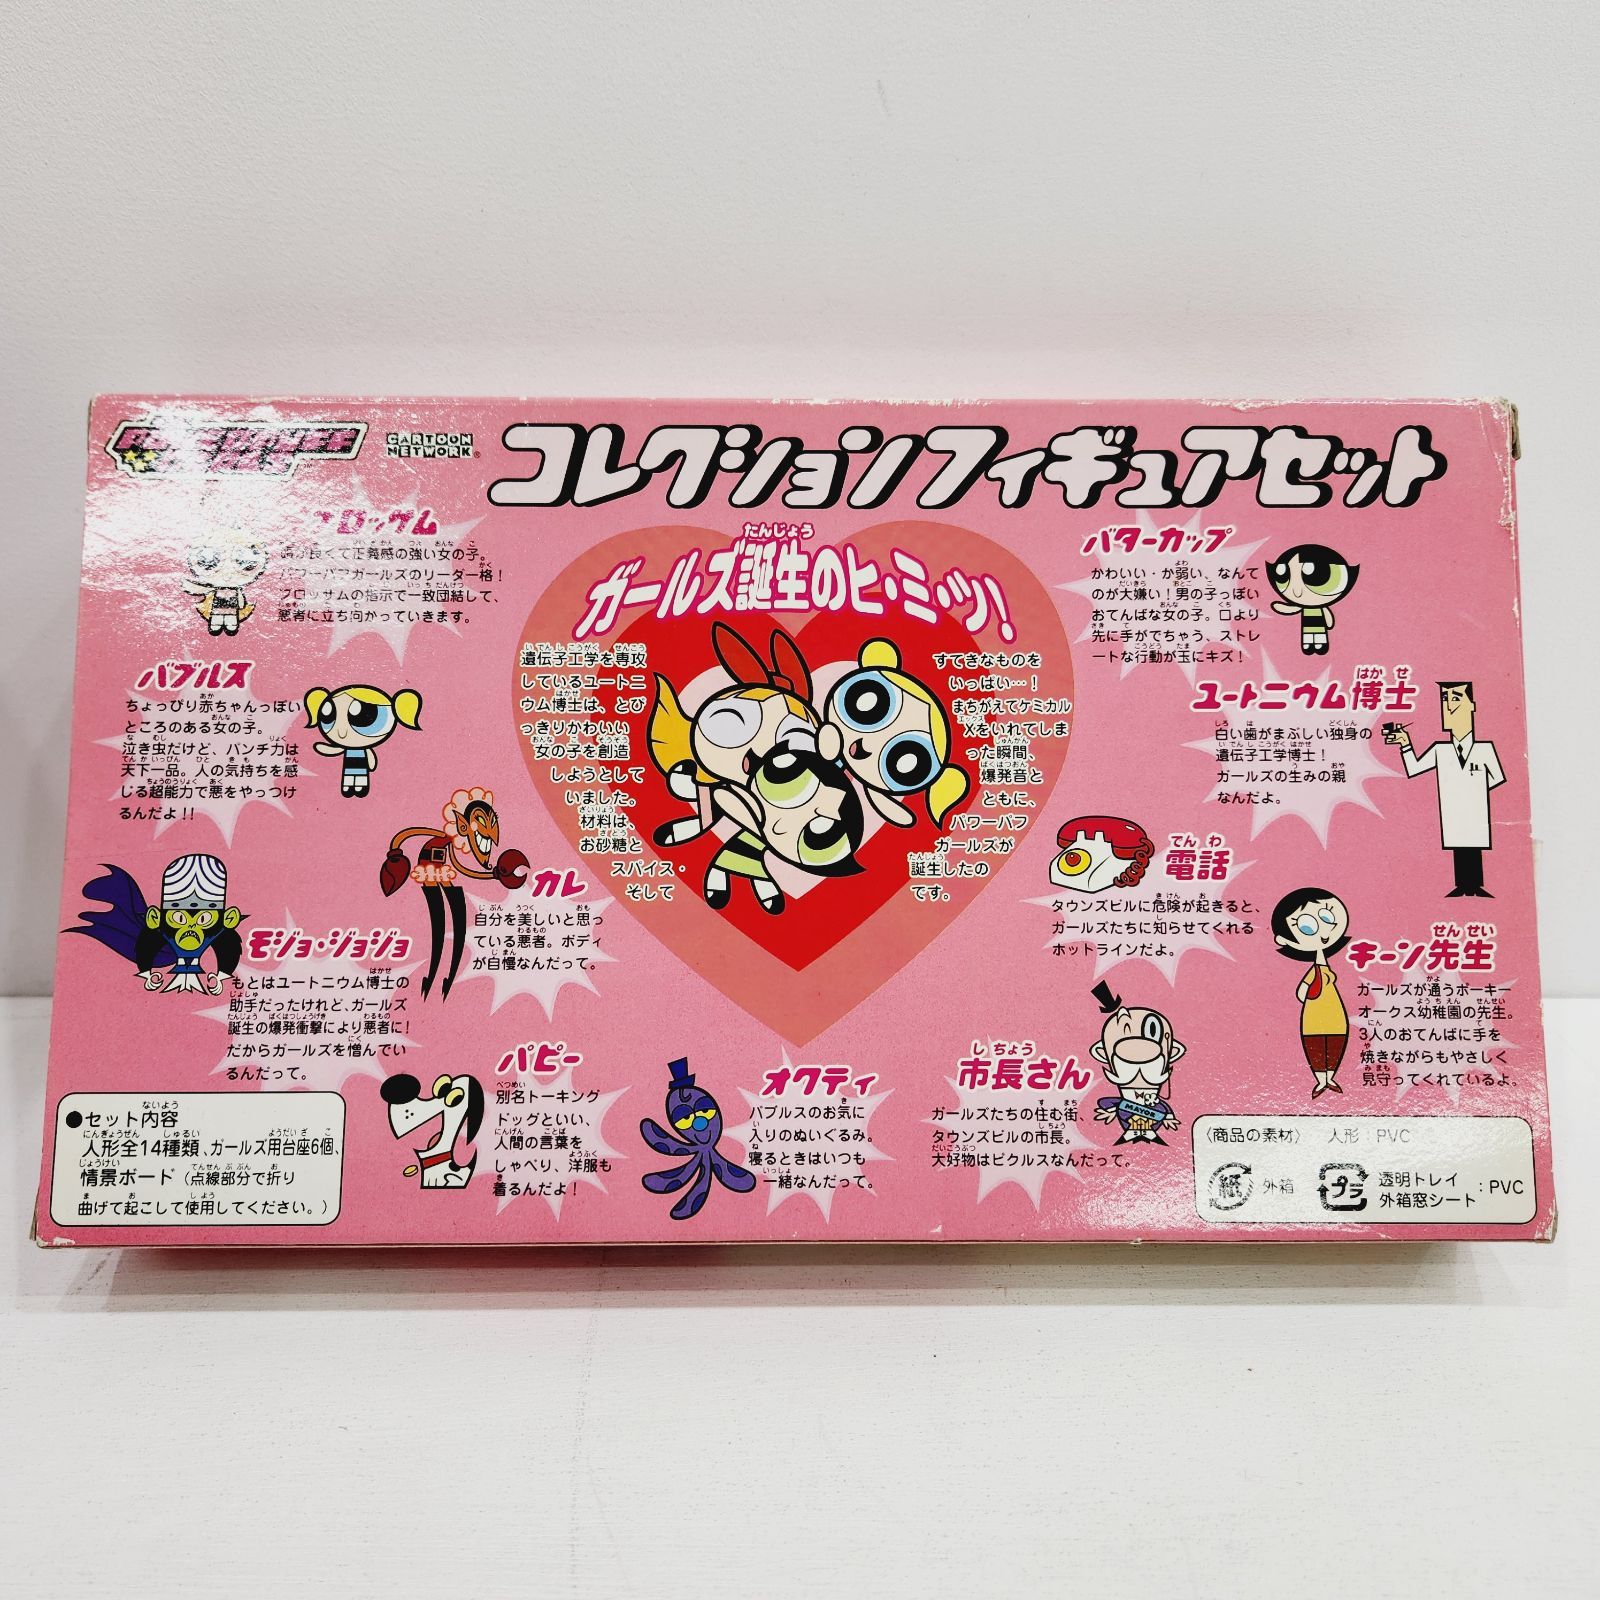 CARTOON NETWORK
コレクションフィギュアセット
ガールズ誕生のヒ・ミ・ツ!
遺伝子工学を専攻
しているユートニ
ウム博士は、とび
っきりかわいい
女の子を創造
しようとして
いました。
材料は、
お砂糖と
スパイス・
そして
すてきなものを
いっぱい…!
まちがえてケミカル
Xをいれてしま
った瞬間、
爆発音と
ともに、
パワーパフ
ガールズが
誕生したの
です。
ロッサム
良くて正義感の強い女の子。
パワーパフガールズのリーダー格!
ブロッサムの指示で一致団結して、
悪者に立ち向かっていきます。
バブルス
ちょっぴり赤ちゃんっぽい
ところのある女の子。
泣き虫だけど、パンチ力は
天下一品。人の気持ちを感
じる超能力で悪をやっつけ
るんだよ!!
バターカップ
かわいい・か弱い、なんて
のが大嫌い!男の子っぽい
おてんばな女の子。口より
先に手がでちゃう、ストレ
ートな行動が玉にキズ!
ユートニウム博士
白い歯がまぶしい独身の
遺伝子工学博士!
ガールズの生みの親
なんだよ。
モジョ・ジョジョ
もとはユートニウム博士の
助手だったけれど、ガールズ
誕生の爆発衝撃により悪者に!
だからガールズを憎んでい
るんだって。
カレ
自分を美しいと思っ
ている悪者。ボディ
が自慢なんだって。
電話
タウンズビルに危険が起きると、
ガールズたちに知らせてくれる
ホットラインだよ。
キーン先生
ガールズが通うポーキー
オークス幼稚園の先生。
3人のおてんばに手を
焼きながらもやさしく
見守ってくれているよ。
パピー
別名トーキング
ドッグといい、
人間の言葉を
しゃべり、洋服も
着るんだよ!
オクティ
バブルスのお気に
入りのぬいぐるみ。
寝るときはいつも
一緒なんだって。
市長さん
ガールズたちの住む街、
タウンズビルの市長。
大好物はピクルスなんだって。
MAYOR
●セット内容
人形全14種類、ガールズ用台座6個、
情景ボード(点線部分で折り
曲げて起こして使用してください。)
〈商品の素材〉 人形:PVC
紙 外箱
プラ 透明トレイ
外箱窓シート :PVC